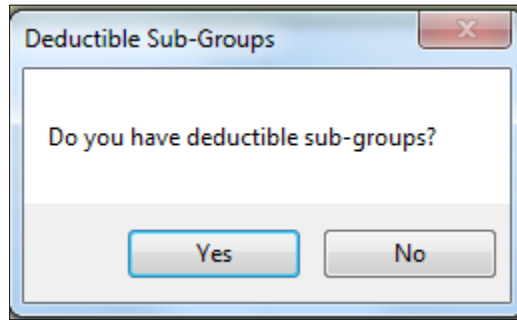 Deductible Sub-Groups
Do you have deductible sub-groups?
Yes
No